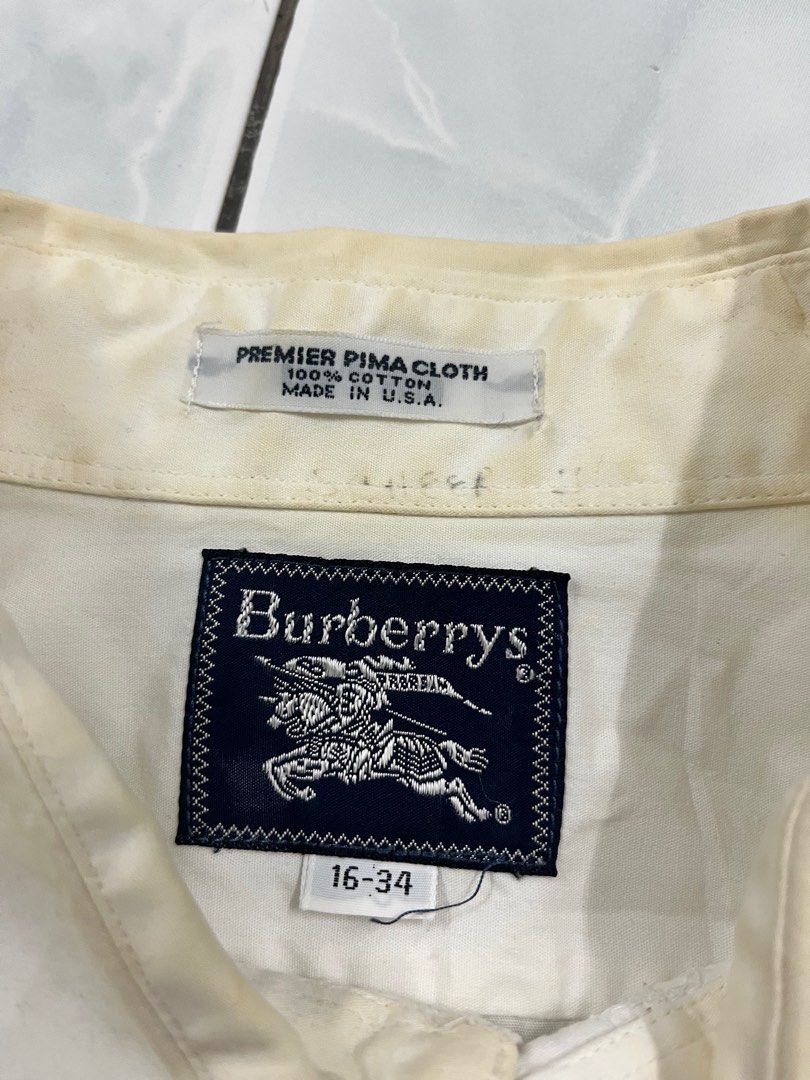 PREMIER PIMA CLOTH
100% COTTON
MADE IN U.S.A.
Burberrys®
®
16-34